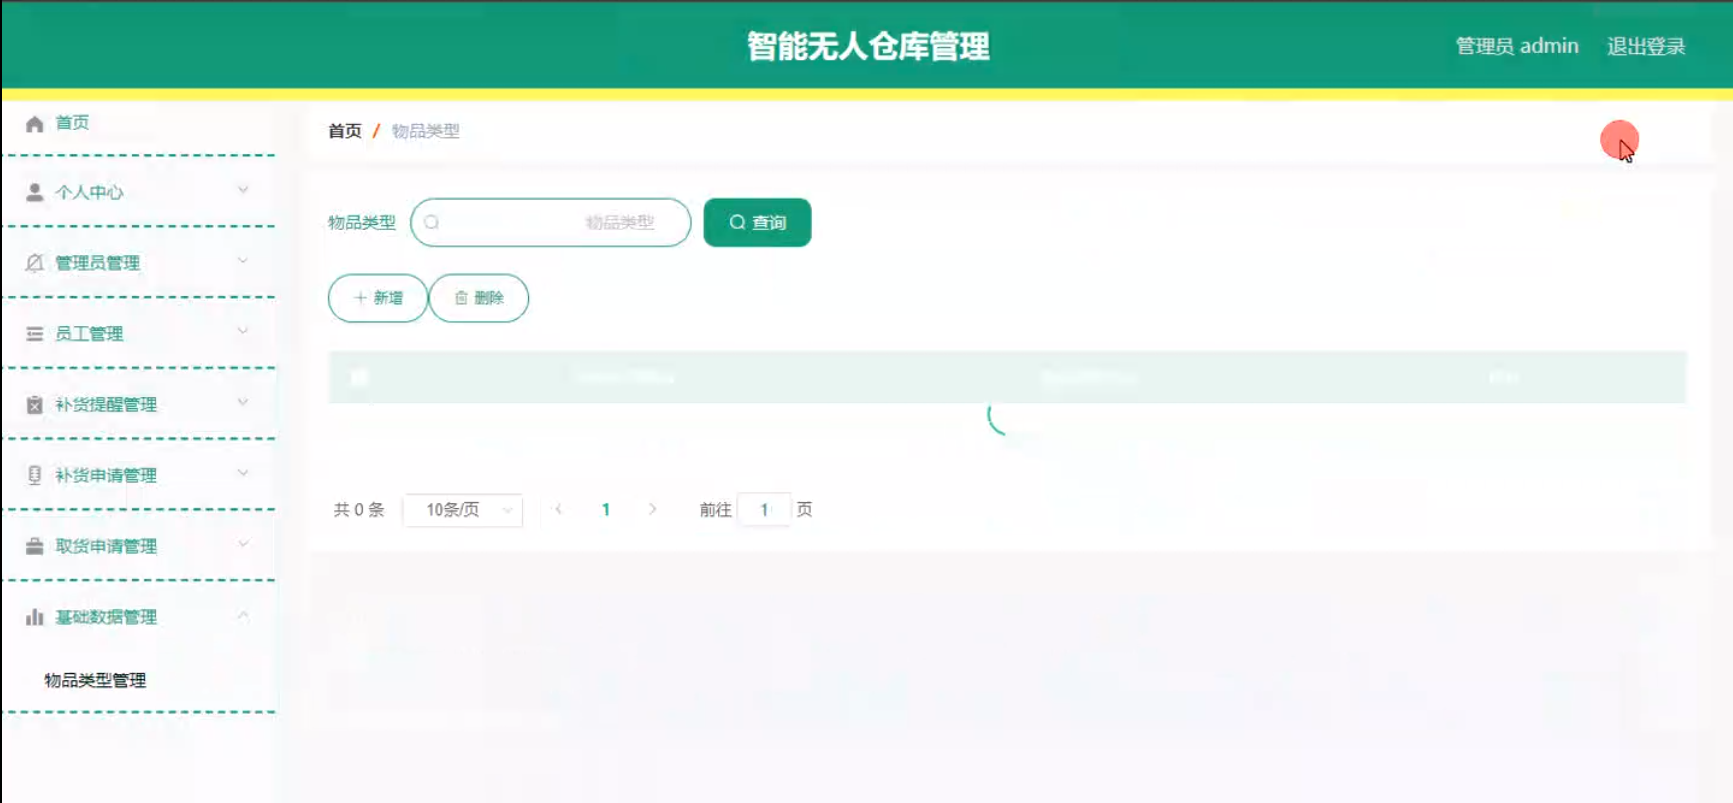 智能无人仓库管理
管理员 admin 退出登录
首页
个人中心
管理员管理
员工管理
补货提醒管理
补货申请管理
取货申请管理
基础数据管理
物品类型管理
首页 / 物品类型
物品类型 物品类型 查询
新增 删除
共 0 条 10条/页 1 前往 1 页